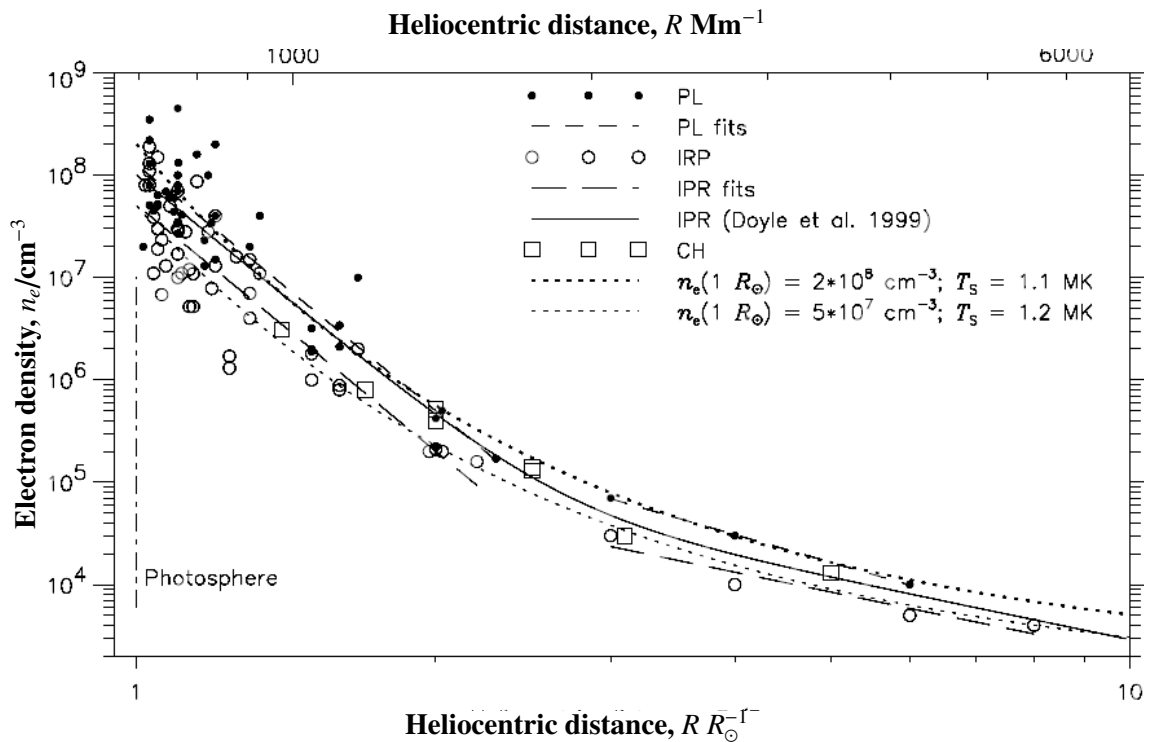 Heliocentric distance, R Mm⁻¹
1000 6000
10⁹
10⁸
10⁷
10⁶
10⁵
10⁴
Electron density, nₑ/cm⁻³
PL
PL fits
IRP
IPR fits
IPR (Doyle et al. 1999)
CH
nₑ(1 R☉) = 2*10⁸ cm⁻³; Tₛ = 1.1 MK
nₑ(1 R☉) = 5*10⁷ cm⁻³; Tₛ = 1.2 MK
Photosphere
1 10
Heliocentric distance, R R☉⁻¹